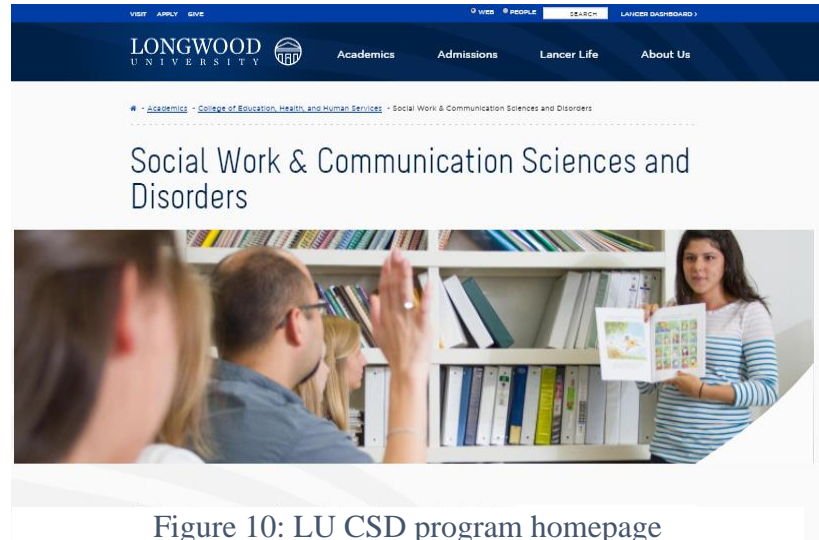 VISIT APPLY GIVE WEB PEOPLE SEARCH LANCER DASHBOARD ›
LONGWOOD
UNIVERSITY
Academics Admissions Lancer Life About Us
- Academics - College of Education, Health, and Human Services - Social Work & Communication Sciences and Disorders
Social Work & Communication Sciences and
Disorders
Figure 10: LU CSD program homepage